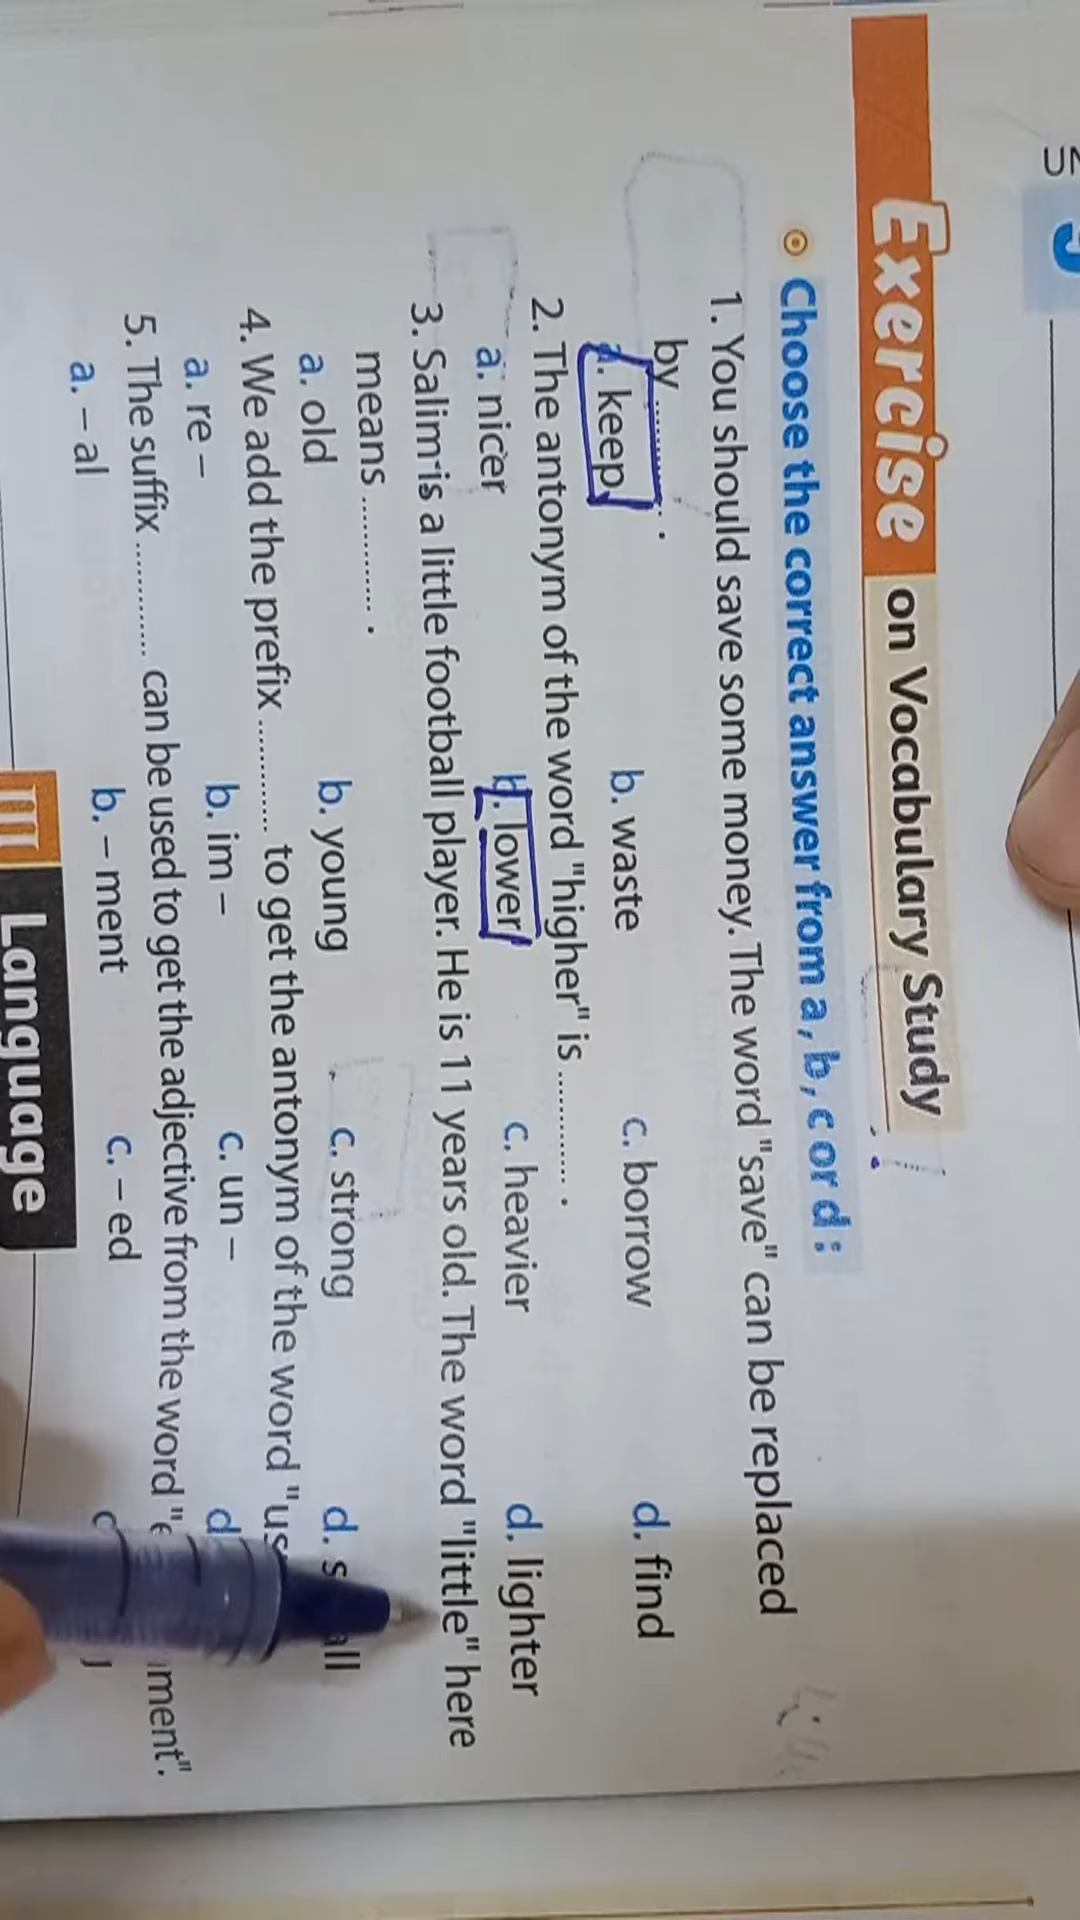 Exercise on Vocabulary Study
Choose the correct answer from a, b, c or d :
1. You should save some money. The word "save" can be replaced
by ............ .
a. keep b. waste c. borrow d. find
2. The antonym of the word "higher" is ............ .
a. nicer b. lower c. heavier d. lighter
3. Salim is a little football player. He is 11 years old. The word "little" here
means ............ .
a. old b. young c. strong d.
4. We add the prefix ............ to get the antonym of the word
a. re – b. im – c. un – d
5. The suffix ............ can be used to get the adjective from the word
a. – al b. – ment c. – ed
III Language